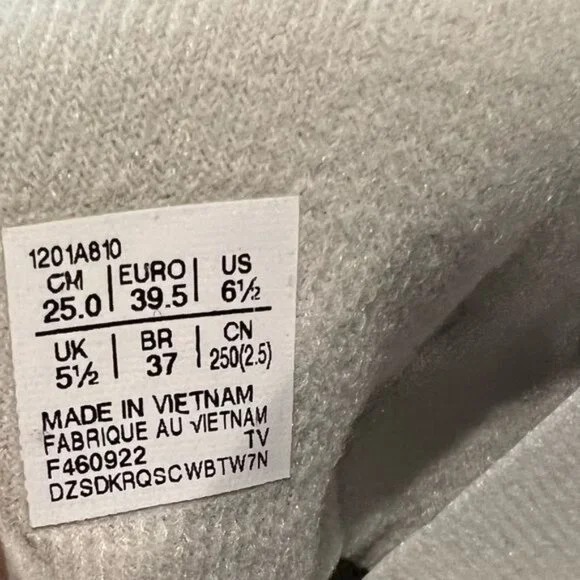 1201A810
CM | EURO | US
25.0 | 39.5 | 6½
UK | BR | CN
5½ | 37 | 250(2.5)
MADE IN VIETNAM
FABRIQUE AU VIETNAM
F460922 TV
DZSDKRQSCWBTW7N